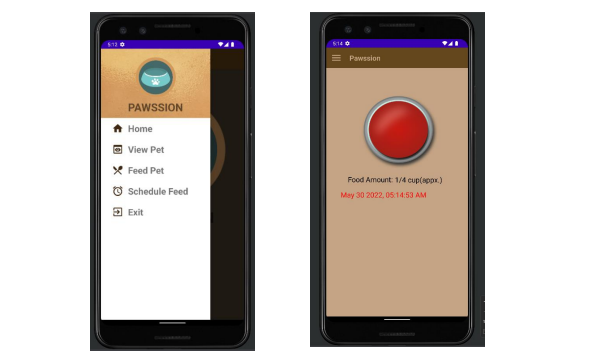 5:13
PAWSSION
Home
View Pet
Feed Pet
Schedule Feed
Exit
5:14
Pawssion
Food Amount: 1/4 cup(appx.)
May 30 2022, 05:14:53 AM